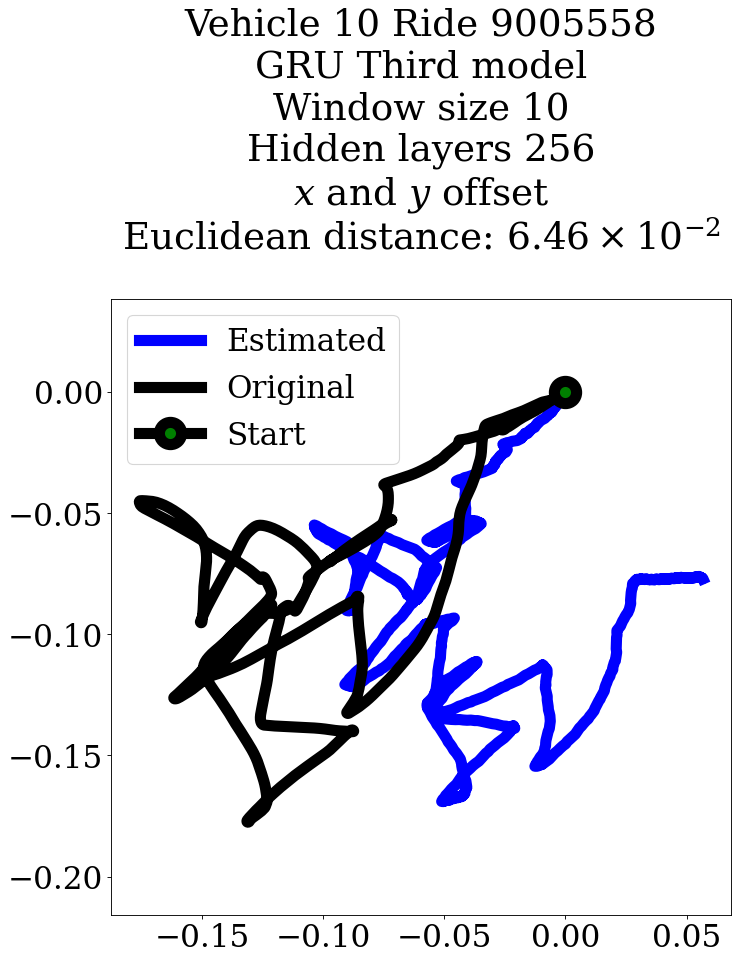 Vehicle 10 Ride 9005558
GRU Third model
Window size 10
Hidden layers 256
x and y offset
Euclidean distance: 6.46 × 10⁻²
Estimated
Original
Start
0.00
−0.05
−0.10
−0.15
−0.20
−0.15 −0.10 −0.05 0.00 0.05